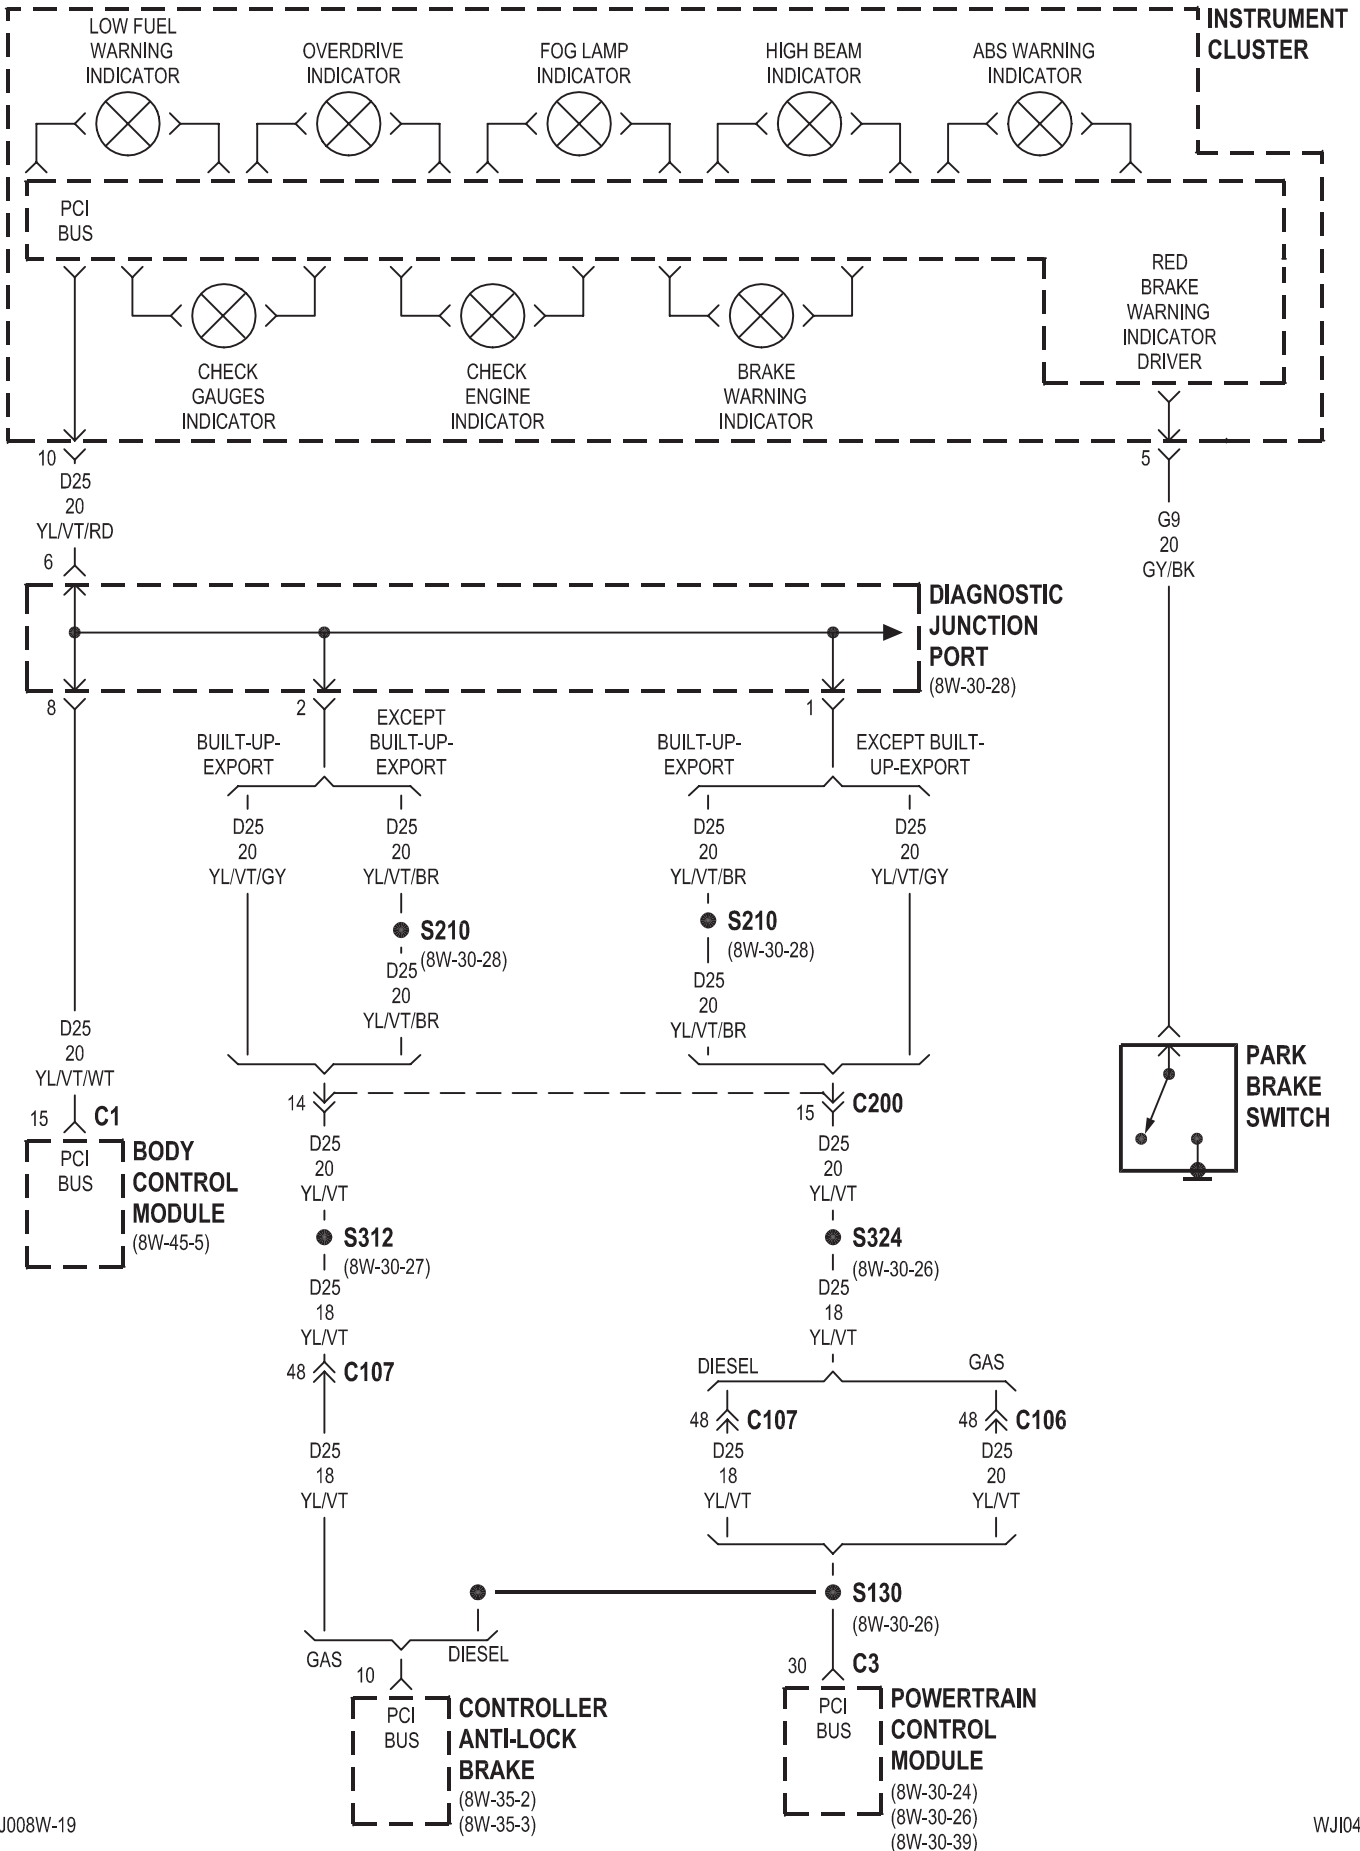 INSTRUMENT
CLUSTER
LOW FUEL
WARNING
INDICATOR
OVERDRIVE
INDICATOR
FOG LAMP
INDICATOR
HIGH BEAM
INDICATOR
ABS WARNING
INDICATOR
PCI
BUS
RED
BRAKE
WARNING
INDICATOR
DRIVER
CHECK
GAUGES
INDICATOR
CHECK
ENGINE
INDICATOR
BRAKE
WARNING
INDICATOR
10
D25
20
YL/VT/RD
6
5
G9
20
GY/BK
DIAGNOSTIC
JUNCTION
PORT
(8W-30-28)
8
2
1
BUILT-UP-
EXPORT
EXCEPT
BUILT-UP-
EXPORT
BUILT-UP-
EXPORT
EXCEPT BUILT-
UP-EXPORT
D25
20
YL/VT/GY
D25
20
YL/VT/BR
S210
(8W-30-28)
D25
20
YL/VT/BR
D25
20
YL/VT/BR
S210
(8W-30-28)
D25
20
YL/VT/BR
D25
20
YL/VT/GY
D25
20
YL/VT/WT
15
C1
PCI
BUS
BODY
CONTROL
MODULE
(8W-45-5)
PARK
BRAKE
SWITCH
14
15
C200
D25
20
YL/VT
S312
(8W-30-27)
D25
18
YL/VT
48
C107
D25
18
YL/VT
D25
20
YL/VT
S324
(8W-30-26)
D25
18
YL/VT
DIESEL
GAS
48
C107
D25
18
YL/VT
48
C106
D25
20
YL/VT
S130
(8W-30-26)
GAS
DIESEL
10
PCI
BUS
CONTROLLER
ANTI-LOCK
BRAKE
(8W-35-2)
(8W-35-3)
30
C3
PCI
BUS
POWERTRAIN
CONTROL
MODULE
(8W-30-24)
(8W-30-26)
(8W-30-39)
J008W-19
WJI04